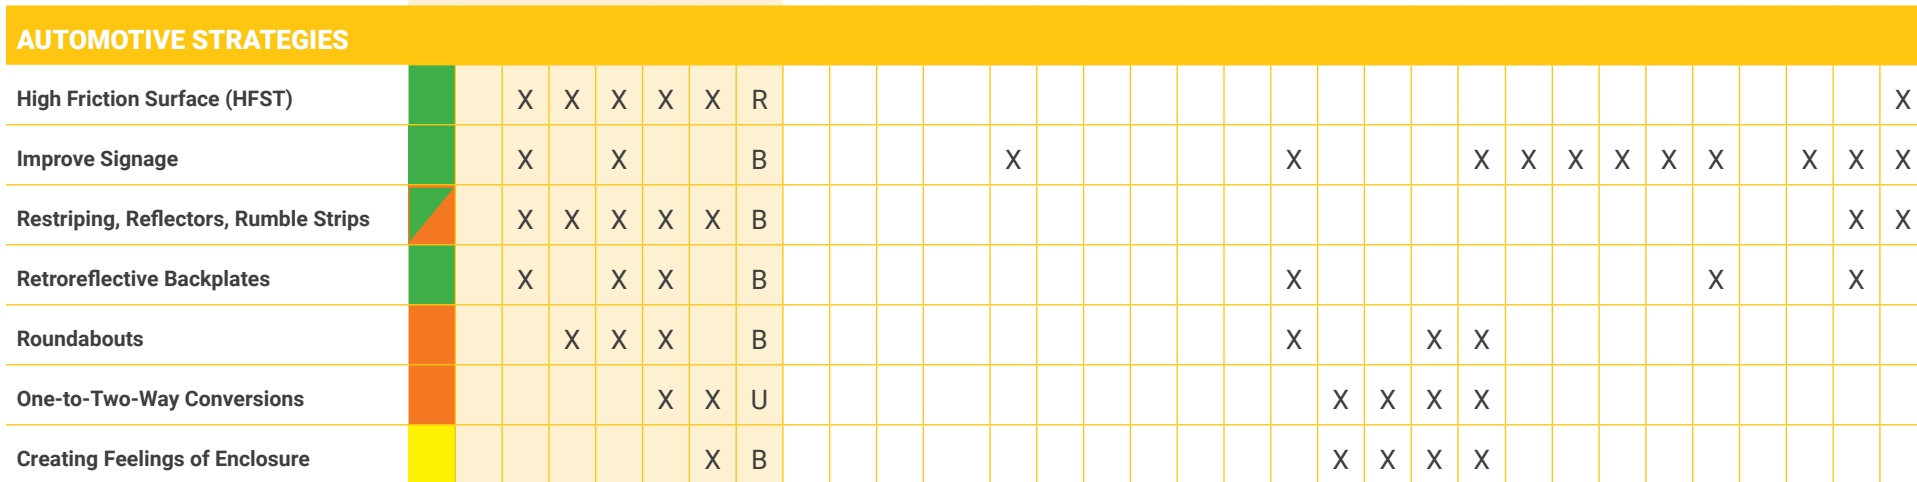 AUTOMOTIVE STRATEGIES
High Friction Surface (HFST) X X X X X R X
Improve Signage X X B X X X X X X X X X X X
Restriping, Reflectors, Rumble Strips X X X X X B X X
Retroreflective Backplates X X X B X X X
Roundabouts X X X B X X X
One-to-Two-Way Conversions X X U X X X X
Creating Feelings of Enclosure X B X X X X